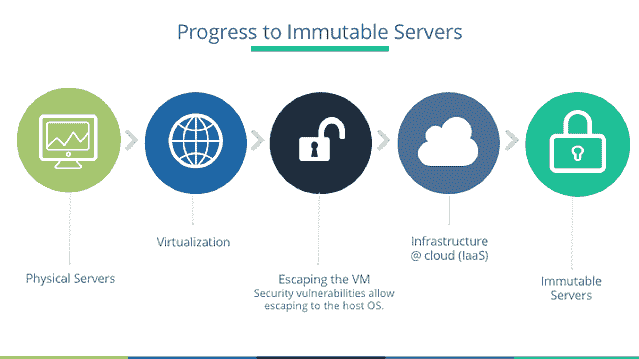 Progress to Immutable Servers
Physical Servers
Virtualization
Escaping the VM
Security vulnerabilities allow
escaping to the host OS.
Infrastructure
@ cloud (IaaS)
Immutable
Servers